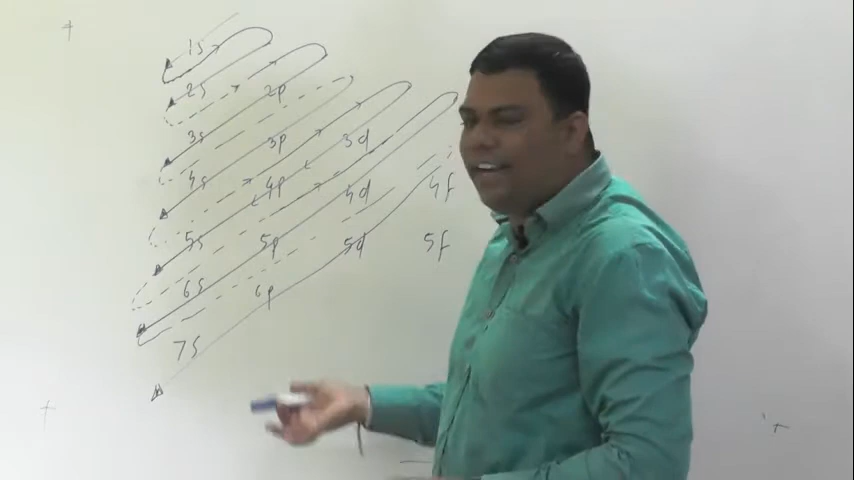 1s
2s 2p
3s 3p 3d
4s 4p 4d 4f
5s 5p 5d 5f
6s 6p
7s